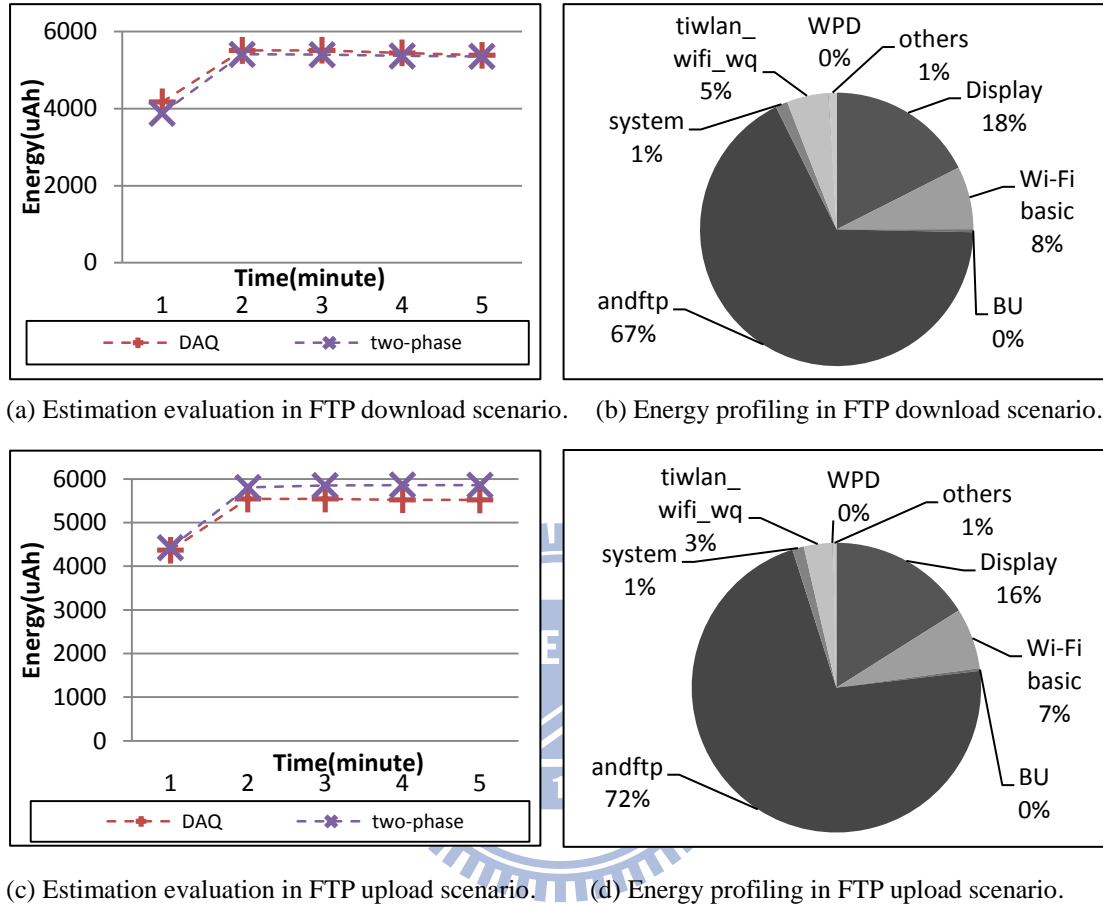 6000
4000
2000
0
Energy(uAh)
Time(minute)
1 2 3 4 5
DAQ two-phase
tiwlan_
wifi_wq
5%
WPD
0%
others
1%
Display
18%
system
1%
Wi-Fi
basic
8%
andftp
67%
BU
0%
(a) Estimation evaluation in FTP download scenario.
(b) Energy profiling in FTP download scenario.
6000
5000
4000
3000
2000
1000
0
Energy(uAh)
Time(minute)
1 2 3 4 5
DAQ two-phase
tiwlan_
wifi_wq
3%
WPD
0%
others
1%
Display
16%
system
1%
Wi-Fi
basic
7%
andftp
72%
BU
0%
(c) Estimation evaluation in FTP upload scenario.
(d) Energy profiling in FTP upload scenario.